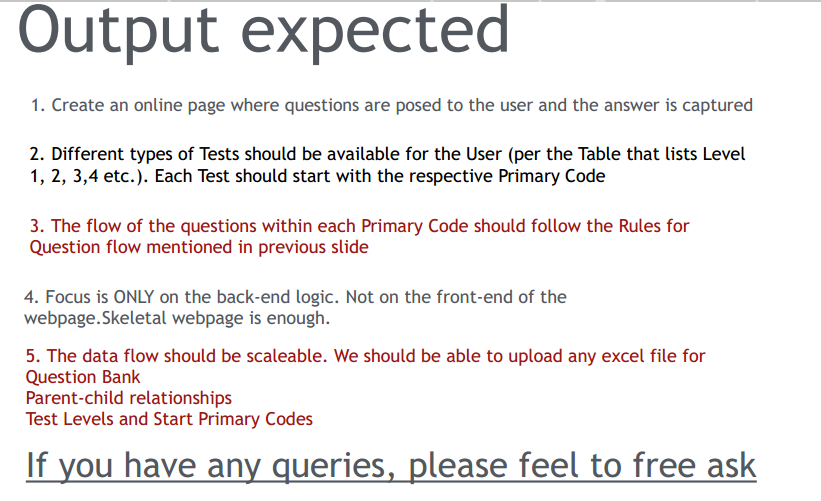 Output expected
1. Create an online page where questions are posed to the user and the answer is captured
2. Different types of Tests should be available for the User (per the Table that lists Level
1, 2, 3,4 etc.). Each Test should start with the respective Primary Code
3. The flow of the questions within each Primary Code should follow the Rules for
Question flow mentioned in previous slide
4. Focus is ONLY on the back-end logic. Not on the front-end of the
webpage.Skeletal webpage is enough.
5. The data flow should be scaleable. We should be able to upload any excel file for
Question Bank
Parent-child relationships
Test Levels and Start Primary Codes
If you have any queries, please feel to free ask